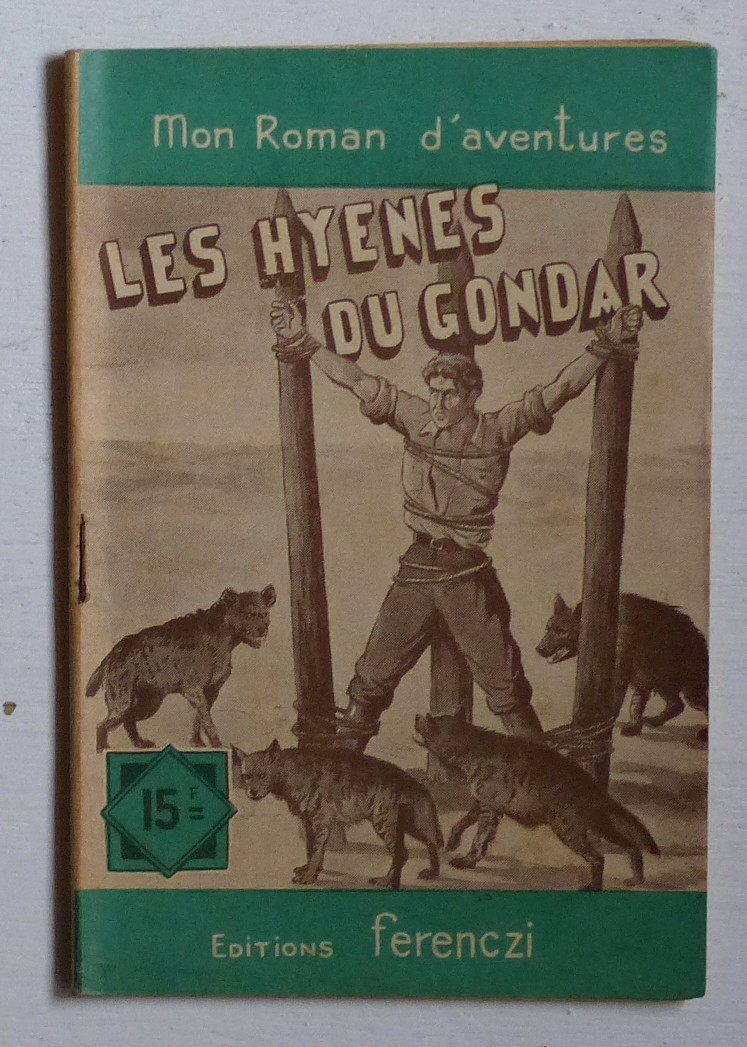 Mon Roman d'aventures
LES HYENES
DU GONDAR
15F=
EDITIONS ferenczi